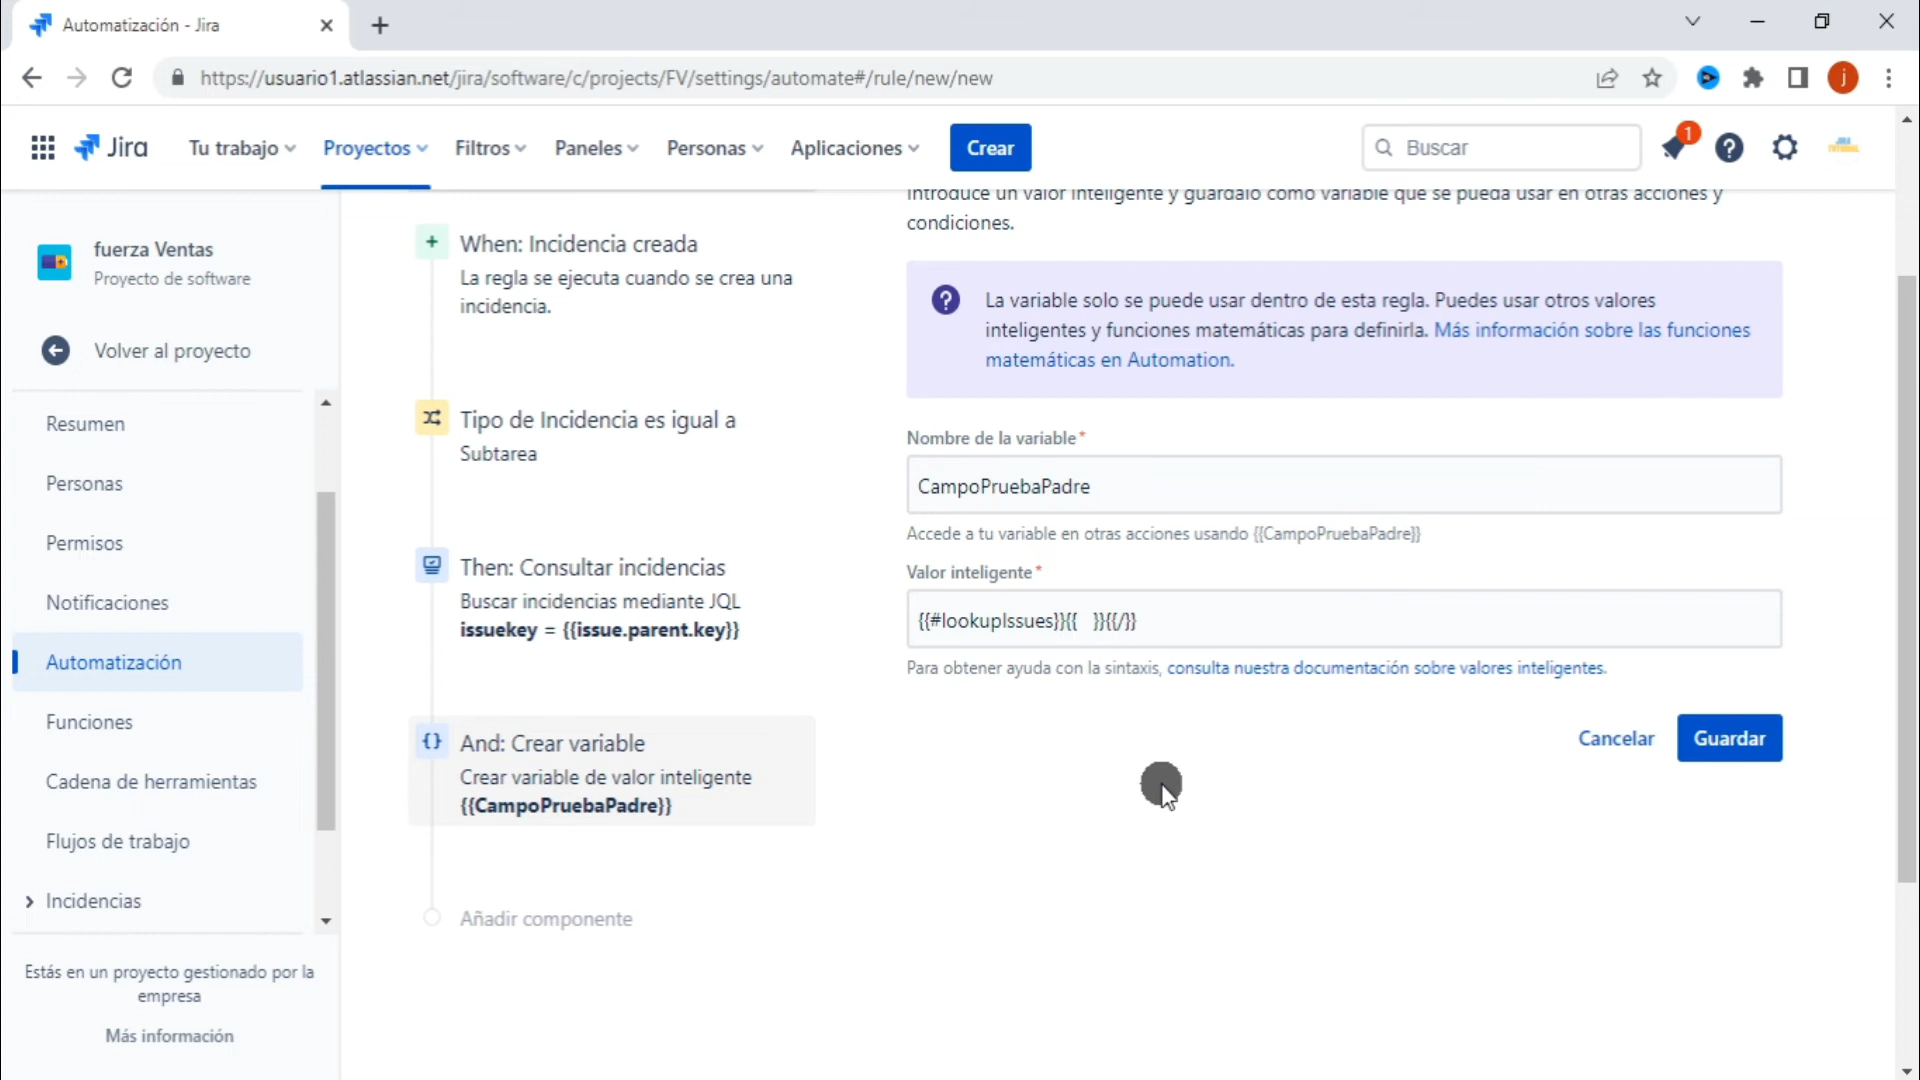 Automatización - Jira
https://usuario1.atlassian.net/jira/software/c/projects/FV/settings/automate#/rule/new/new
j
Jira
Tu trabajo
Proyectos
Filtros
Paneles
Personas
Aplicaciones
Crear
Buscar
1
fuerza Ventas
Proyecto de software
Volver al proyecto
Resumen
Personas
Permisos
Notificaciones
Automatización
Funciones
Cadena de herramientas
Flujos de trabajo
Incidencias
Estás en un proyecto gestionado por la
empresa
Más información
When: Incidencia creada
La regla se ejecuta cuando se crea una
incidencia.
Tipo de Incidencia es igual a
Subtarea
Then: Consultar incidencias
Buscar incidencias mediante JQL
issuekey = {{issue.parent.key}}
And: Crear variable
Crear variable de valor inteligente
{{CampoPruebaPadre}}
Añadir componente
Introduce un valor inteligente y guárdalo como variable que se pueda usar en otras acciones y
condiciones.
La variable solo se puede usar dentro de esta regla. Puedes usar otros valores
inteligentes y funciones matemáticas para definirla. Más información sobre las funciones
matemáticas en Automation.
Nombre de la variable*
CampoPruebaPadre
Accede a tu variable en otras acciones usando {{CampoPruebaPadre}}
Valor inteligente*
{{#lookupIssues}}{{   }}{{/}}
Para obtener ayuda con la sintaxis, consulta nuestra documentación sobre valores inteligentes.
Cancelar
Guardar